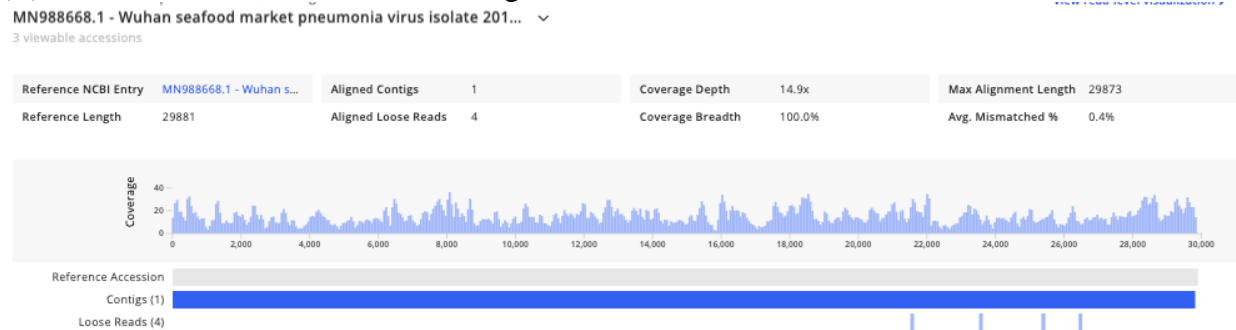 View read-level visualization
MN988668.1 - Wuhan seafood market pneumonia virus isolate 201...
3 viewable accessions
Reference NCBI Entry MN988668.1 - Wuhan s... Aligned Contigs 1 Coverage Depth 14.9x Max Alignment Length 29873
Reference Length 29881 Aligned Loose Reads 4 Coverage Breadth 100.0% Avg. Mismatched % 0.4%
Coverage
40
20
0
0 2,000 4,000 6,000 8,000 10,000 12,000 14,000 16,000 18,000 20,000 22,000 24,000 26,000 28,000 30,000
Reference Accession
Contigs (1)
Loose Reads (4)